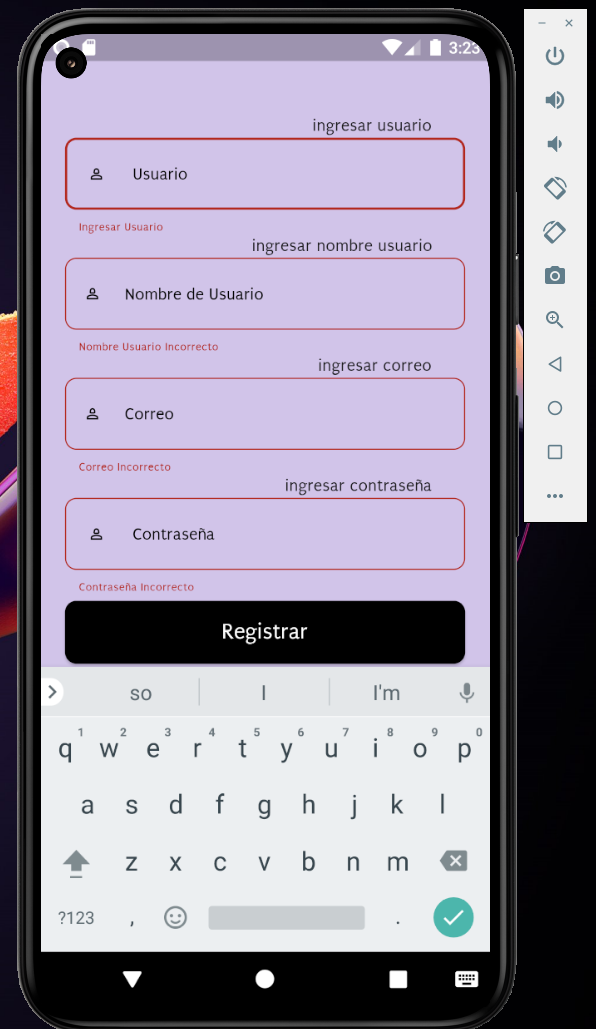 3:23
ingresar usuario
Usuario
Ingresar Usuario
ingresar nombre usuario
Nombre de Usuario
Nombre Usuario Incorrecto
ingresar correo
Correo
Correo Incorrecto
ingresar contraseña
Contraseña
Contraseña Incorrecto
Registrar
so I I'm
1 2 3 4 5 6 7 8 9 0
q w e r t y u i o p
a s d f g h j k l
z x c v b n m
?123 , .